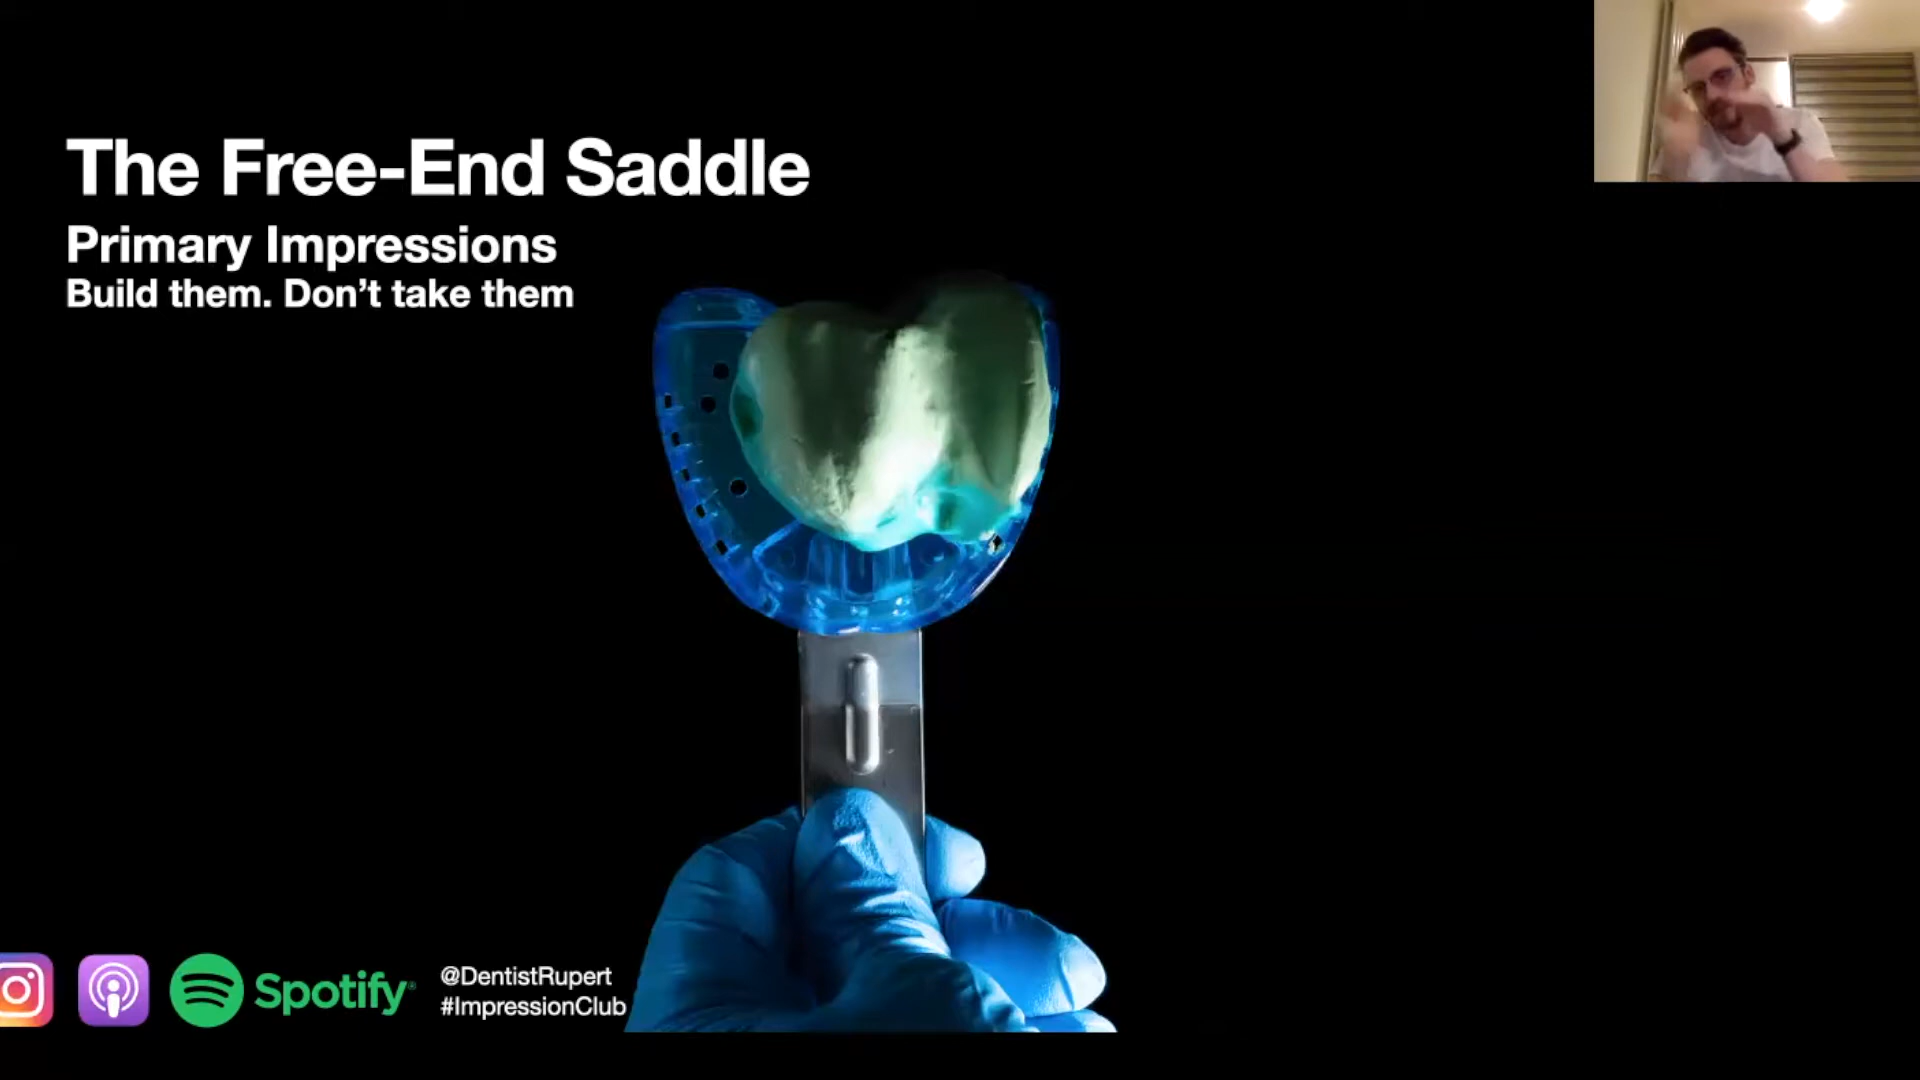 The Free-End Saddle
Primary Impressions
Build them. Don't take them
Spotify
@DentistRupert
#ImpressionClub